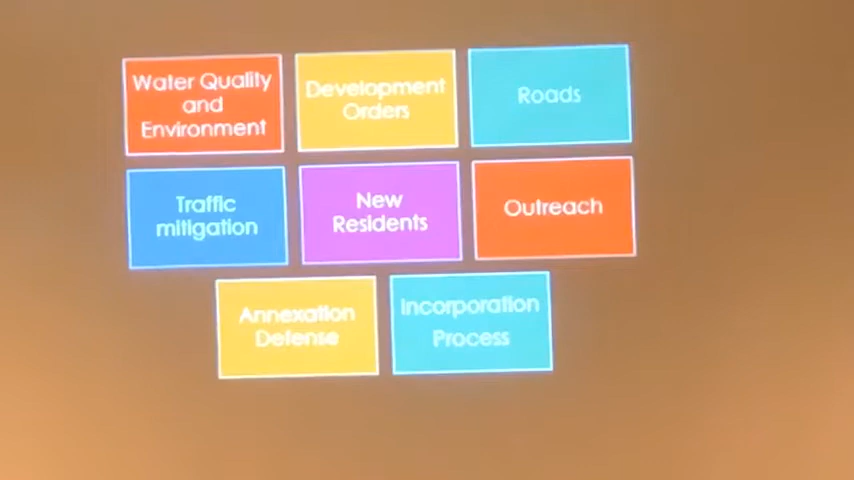 Water Quality
and
Environment
Development
Orders
Roads
Traffic
mitigation
New
Residents
Outreach
Annexation
Defense
Incorporation
Process